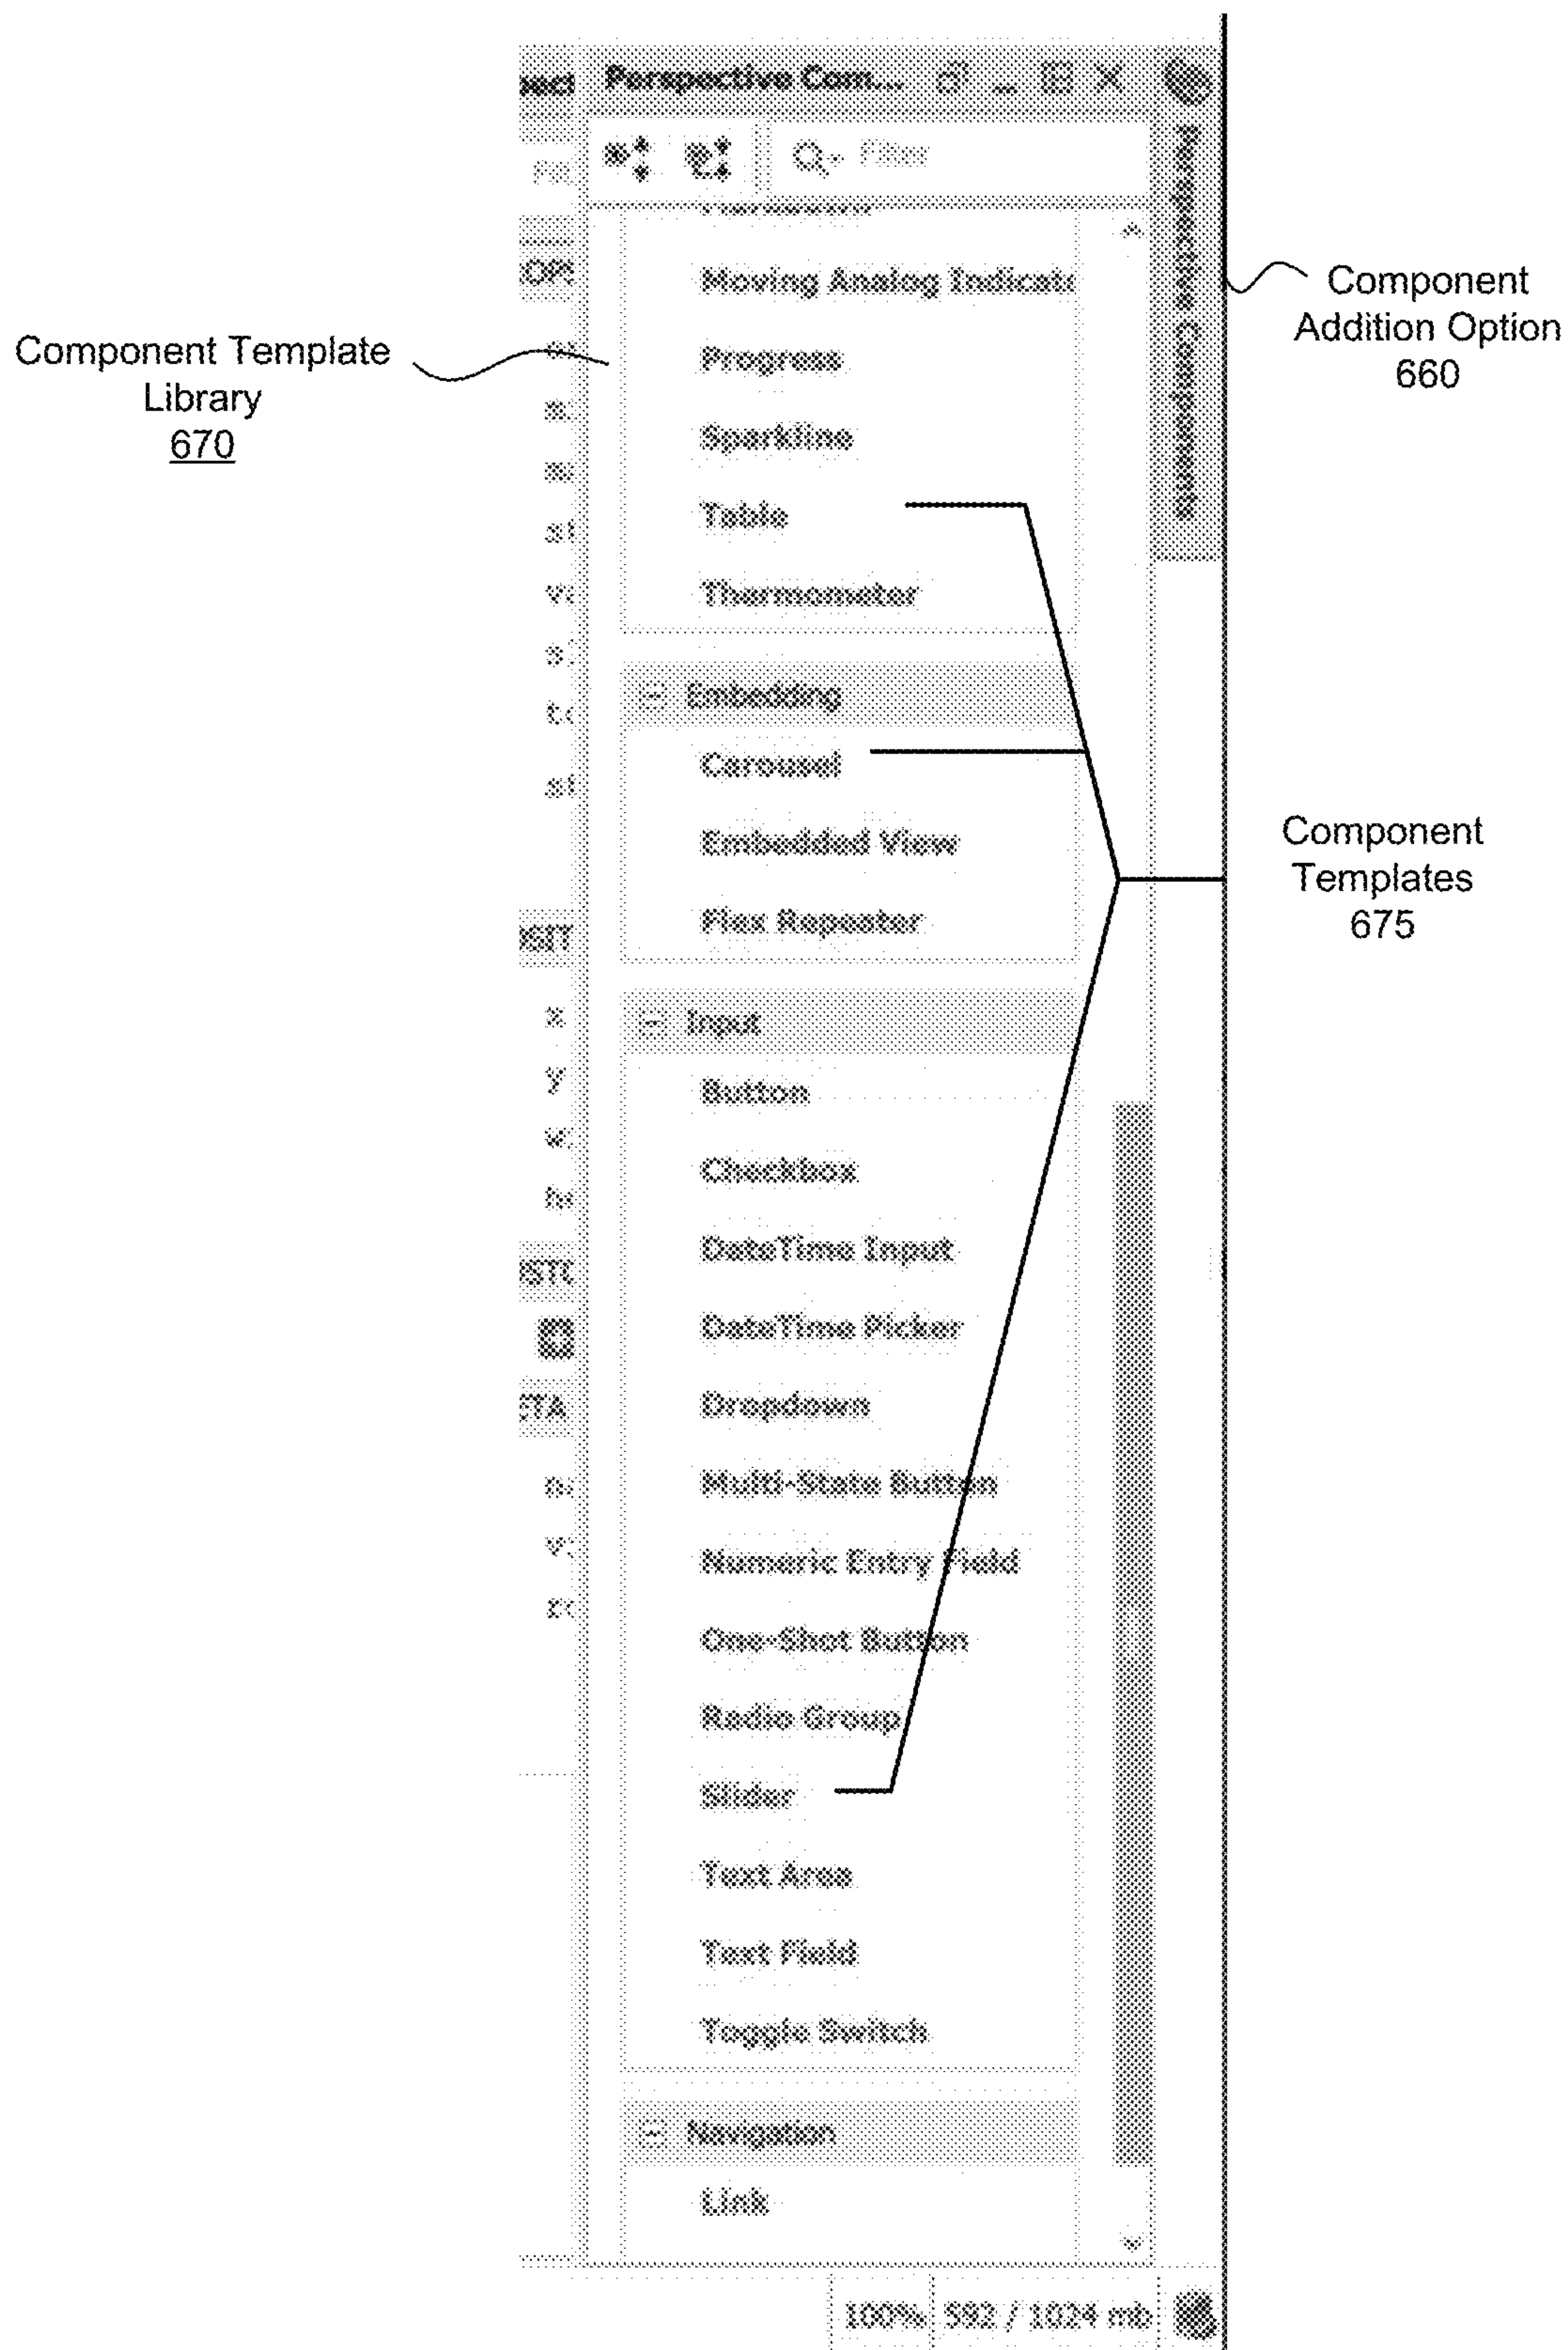 Perspective Com...
Filter
Moving Analog Indicat
Progress
Sparkline
Table
Thermometer
Embedding
Carousel
Embedded View
Flex Repeater
Input
Button
Checkbox
DateTime Input
DateTime Picker
Dropdown
Multi-State Button
Numeric Entry Field
One-Shot Button
Radio Group
Slider
Text Area
Text Field
Toggle Switch
Navigation
Link
100%
592 / 1024 mb
Perspective Components
Component Template
Library
670
Component
Addition Option
660
Component
Templates
675